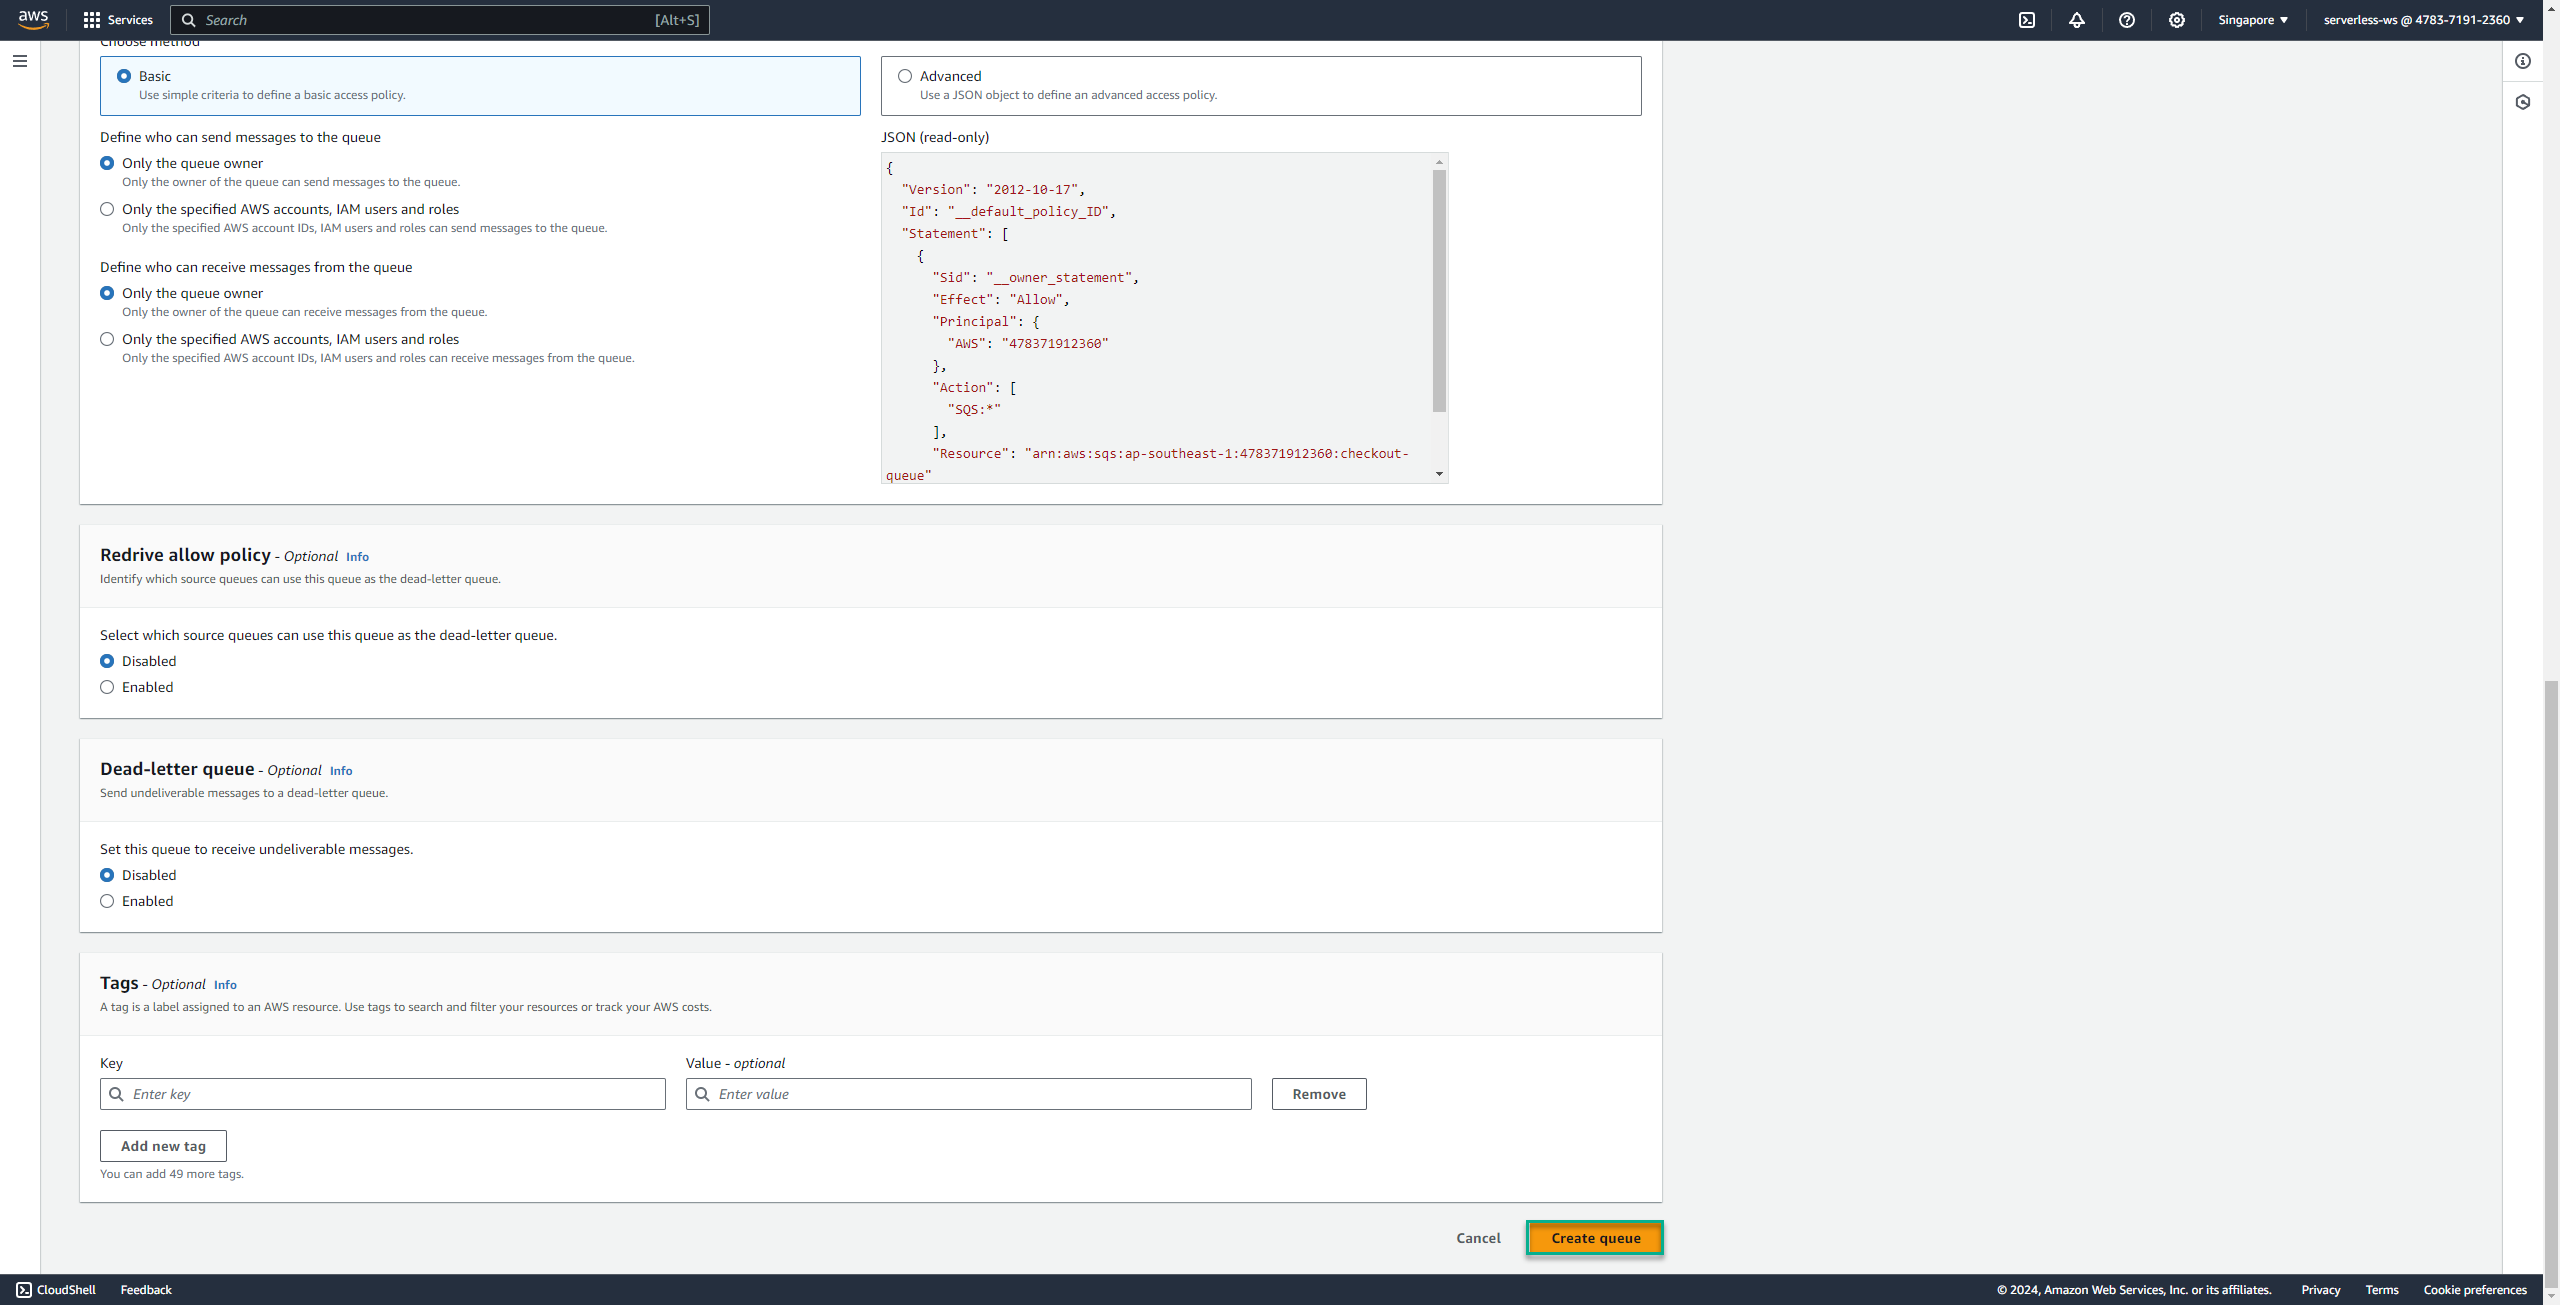 aws
Services
Search
[Alt+S]
Singapore ▼
serverless-ws @ 4783-7191-2360 ▼
Choose method
Basic
Use simple criteria to define a basic access policy.
Advanced
Use a JSON object to define an advanced access policy.
Define who can send messages to the queue
Only the queue owner
Only the owner of the queue can send messages to the queue.
Only the specified AWS accounts, IAM users and roles
Only the specified AWS account IDs, IAM users and roles can send messages to the queue.
Define who can receive messages from the queue
Only the queue owner
Only the owner of the queue can receive messages from the queue.
Only the specified AWS accounts, IAM users and roles
Only the specified AWS account IDs, IAM users and roles can receive messages from the queue.
JSON (read-only)
{
"Version": "2012-10-17",
"Id": "__default_policy_ID",
"Statement": [
{
"Sid": "__owner_statement",
"Effect": "Allow",
"Principal": {
"AWS": "478371912360"
},
"Action": [
"SQS:*"
],
"Resource": "arn:aws:sqs:ap-southeast-1:478371912360:checkout-
queue"
Redrive allow policy - Optional Info
Identify which source queues can use this queue as the dead-letter queue.
Select which source queues can use this queue as the dead-letter queue.
Disabled
Enabled
Dead-letter queue - Optional Info
Send undeliverable messages to a dead-letter queue.
Set this queue to receive undeliverable messages.
Disabled
Enabled
Tags - Optional Info
A tag is a label assigned to an AWS resource. Use tags to search and filter your resources or track your AWS costs.
Key
Value - optional
Enter key
Enter value
Remove
Add new tag
You can add 49 more tags.
Cancel
Create queue
CloudShell
Feedback
© 2024, Amazon Web Services, Inc. or its affiliates.
Privacy
Terms
Cookie preferences